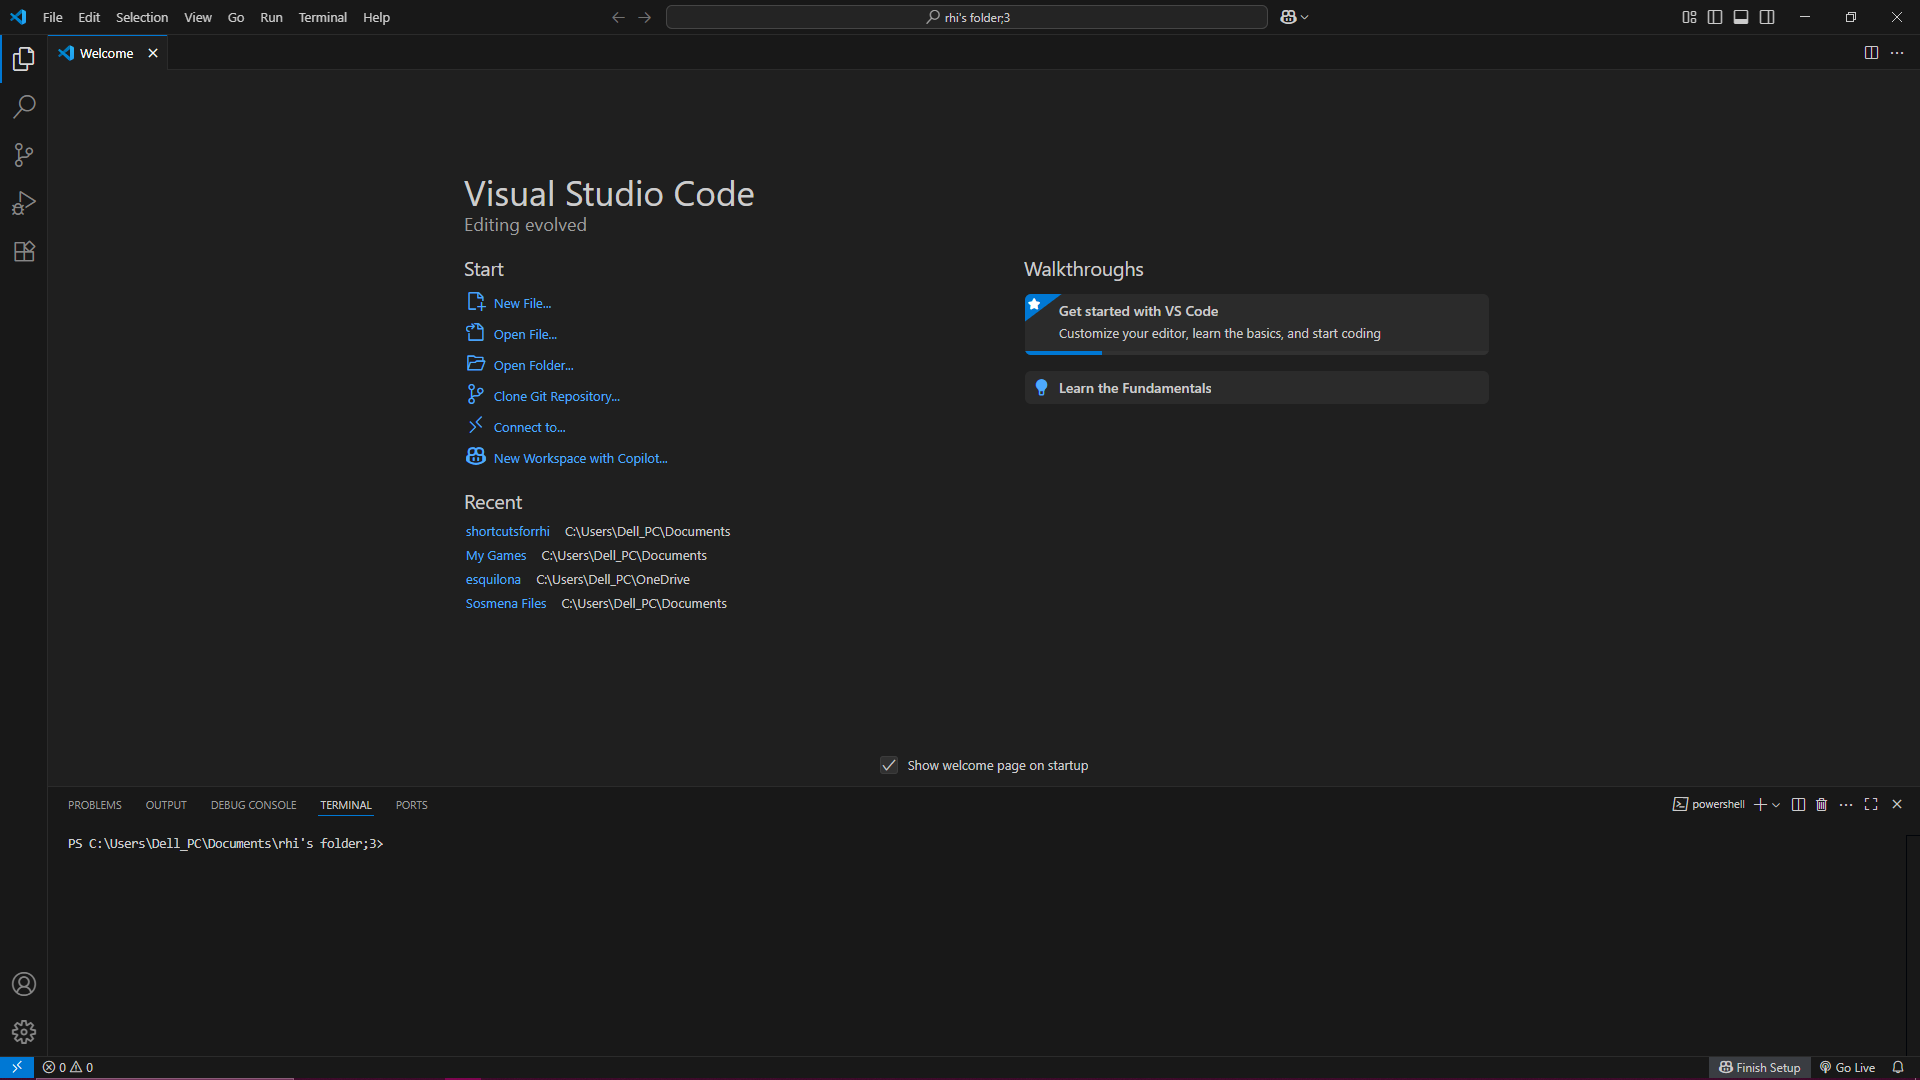 File Edit Selection View Go Run Terminal Help
rhi's folder;3
Welcome
Visual Studio Code
Editing evolved
Start
New File...
Open File...
Open Folder...
Clone Git Repository...
Connect to...
New Workspace with Copilot...
Recent
shortcutsforrhi C:\Users\Dell_PC\Documents
My Games C:\Users\Dell_PC\Documents
esquilona C:\Users\Dell_PC\OneDrive
Sosmena Files C:\Users\Dell_PC\Documents
Walkthroughs
Get started with VS Code
Customize your editor, learn the basics, and start coding
Learn the Fundamentals
Show welcome page on startup
PROBLEMS OUTPUT DEBUG CONSOLE TERMINAL PORTS
powershell
PS C:\Users\Dell_PC\Documents\rhi's folder;3>
0 0
Finish Setup Go Live